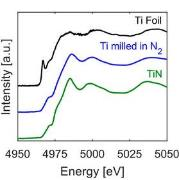 Ti Foil
Ti milled in N₂
TiN
Intensity [a.u.]
4950 4975 5000 5025 5050
Energy [eV]